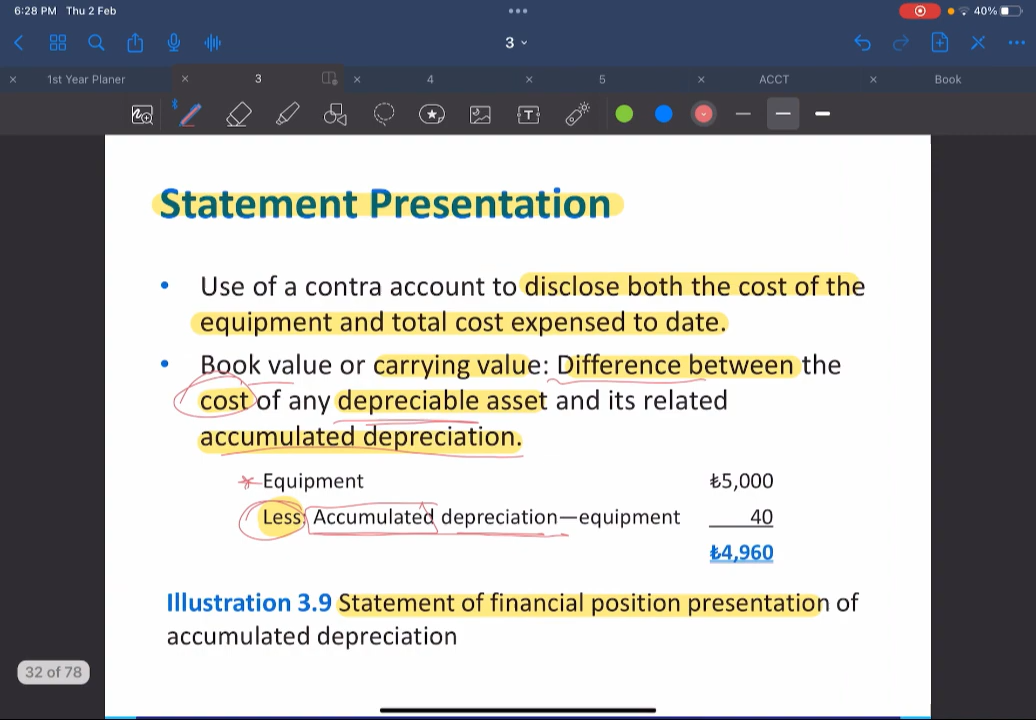 6:28 PM Thu 2 Feb
40%
3
1st Year Planer
3
4
5
ACCT
Book
T
Statement Presentation
• Use of a contra account to disclose both the cost of the
equipment and total cost expensed to date.
• Book value or carrying value: Difference between the
cost of any depreciable asset and its related
accumulated depreciation.
Equipment ₺5,000
Less: Accumulated depreciation—equipment 40
₺4,960
Illustration 3.9 Statement of financial position presentation of
accumulated depreciation
32 of 78